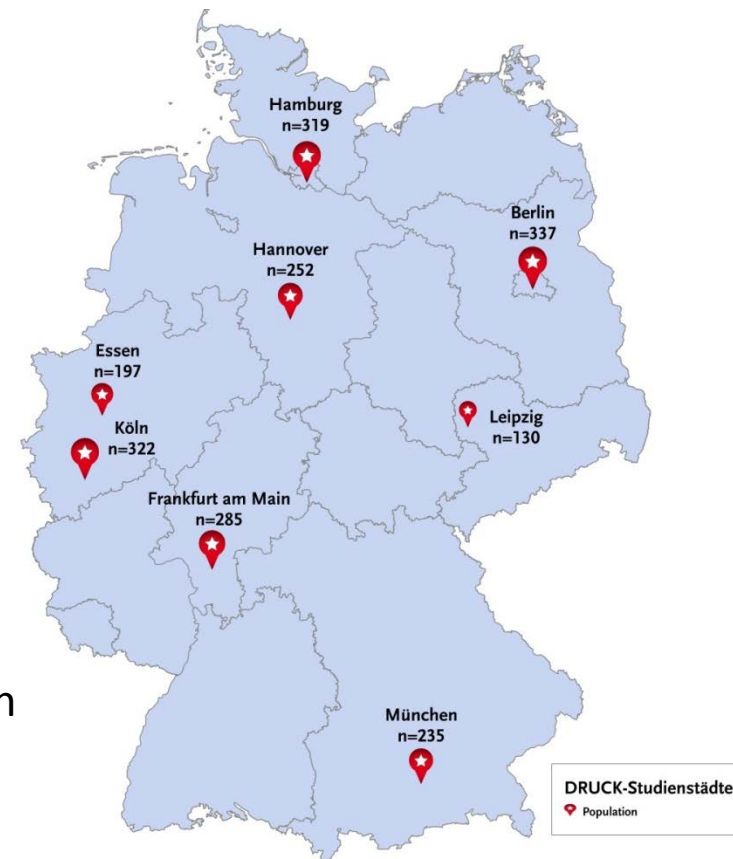 Hamburg
n=319
Berlin
n=337
Hannover
n=252
Essen
n=197
Köln
n=322
Leipzig
n=130
Frankfurt am Main
n=285
n
München
n=235
DRUCK-Studienstädte
Population